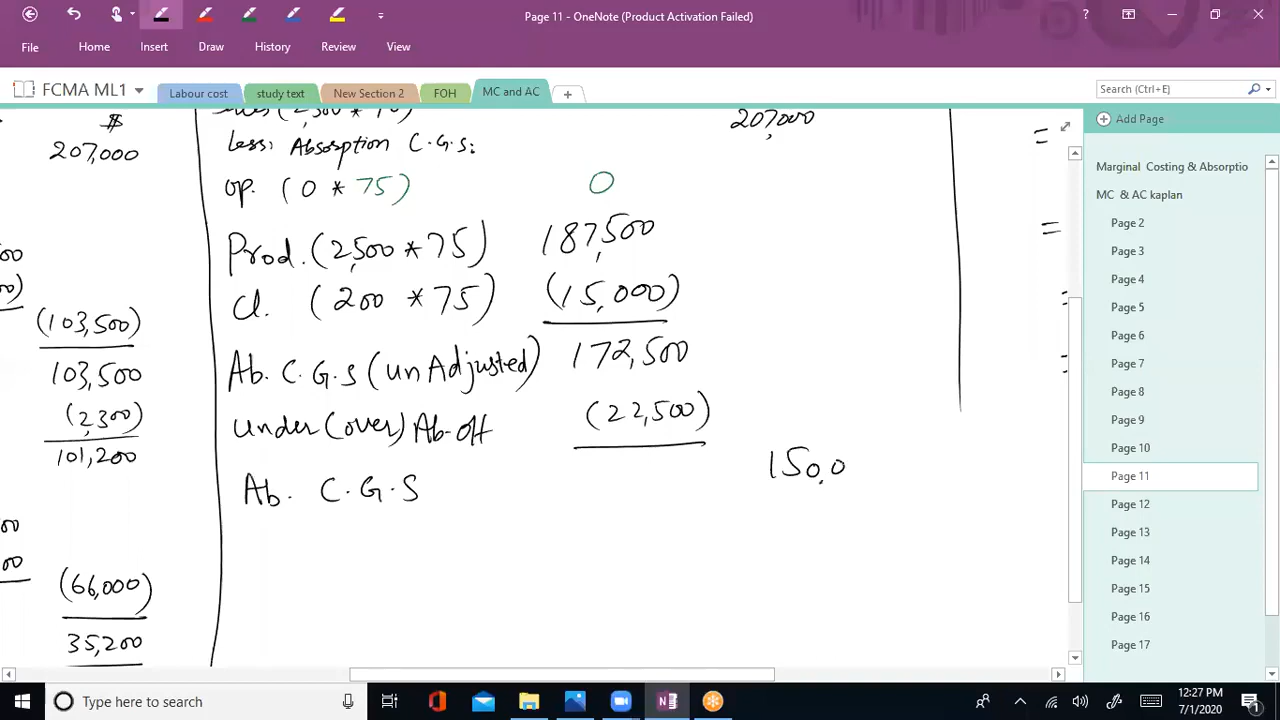 Page 11 - OneNote (Product Activation Failed)
File Home Insert Draw History Review View
FCMA ML1 Labour cost study text New Section 2 FOH MC and AC Search (Ctrl+E)
Add Page
Marginal Costing & Absorptio
MC & AC kaplan
Page 2
Page 3
Page 4
Page 5
Page 6
Page 7
Page 8
Page 9
Page 10
Page 11
Page 12
Page 13
Page 14
Page 15
Page 16
Page 17
$
207,000
(103,500)
103,500
(2,300)
101,200
(66,000)
35,200
207,000
Less: Absorption C.G.S:
op. (0 * 75) 0
Prod. (2,500 * 75) 187,500
Cl. (200 * 75) (15,000)
Ab. C.G.S (unAdjusted) 172,500
under (over) Ab-off (22,500)
Ab. C.G.S 150,0
=
=
Type here to search
12:27 PM
7/1/2020